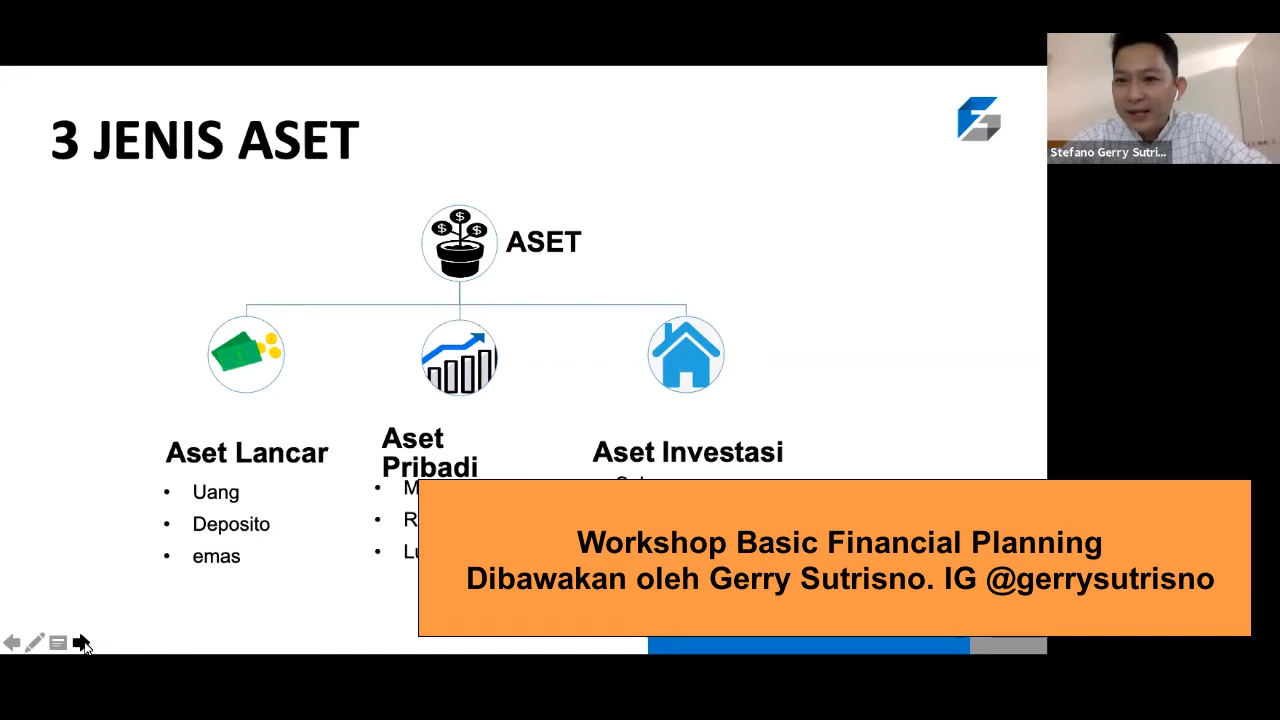 3 JENIS ASET
Stefano Gerry Sutri...
ASET
Aset Lancar
Uang
Deposito
emas
Aset
Pribadi
Aset Investasi
Workshop Basic Financial Planning
Dibawakan oleh Gerry Sutrisno. IG @gerrysutrisno